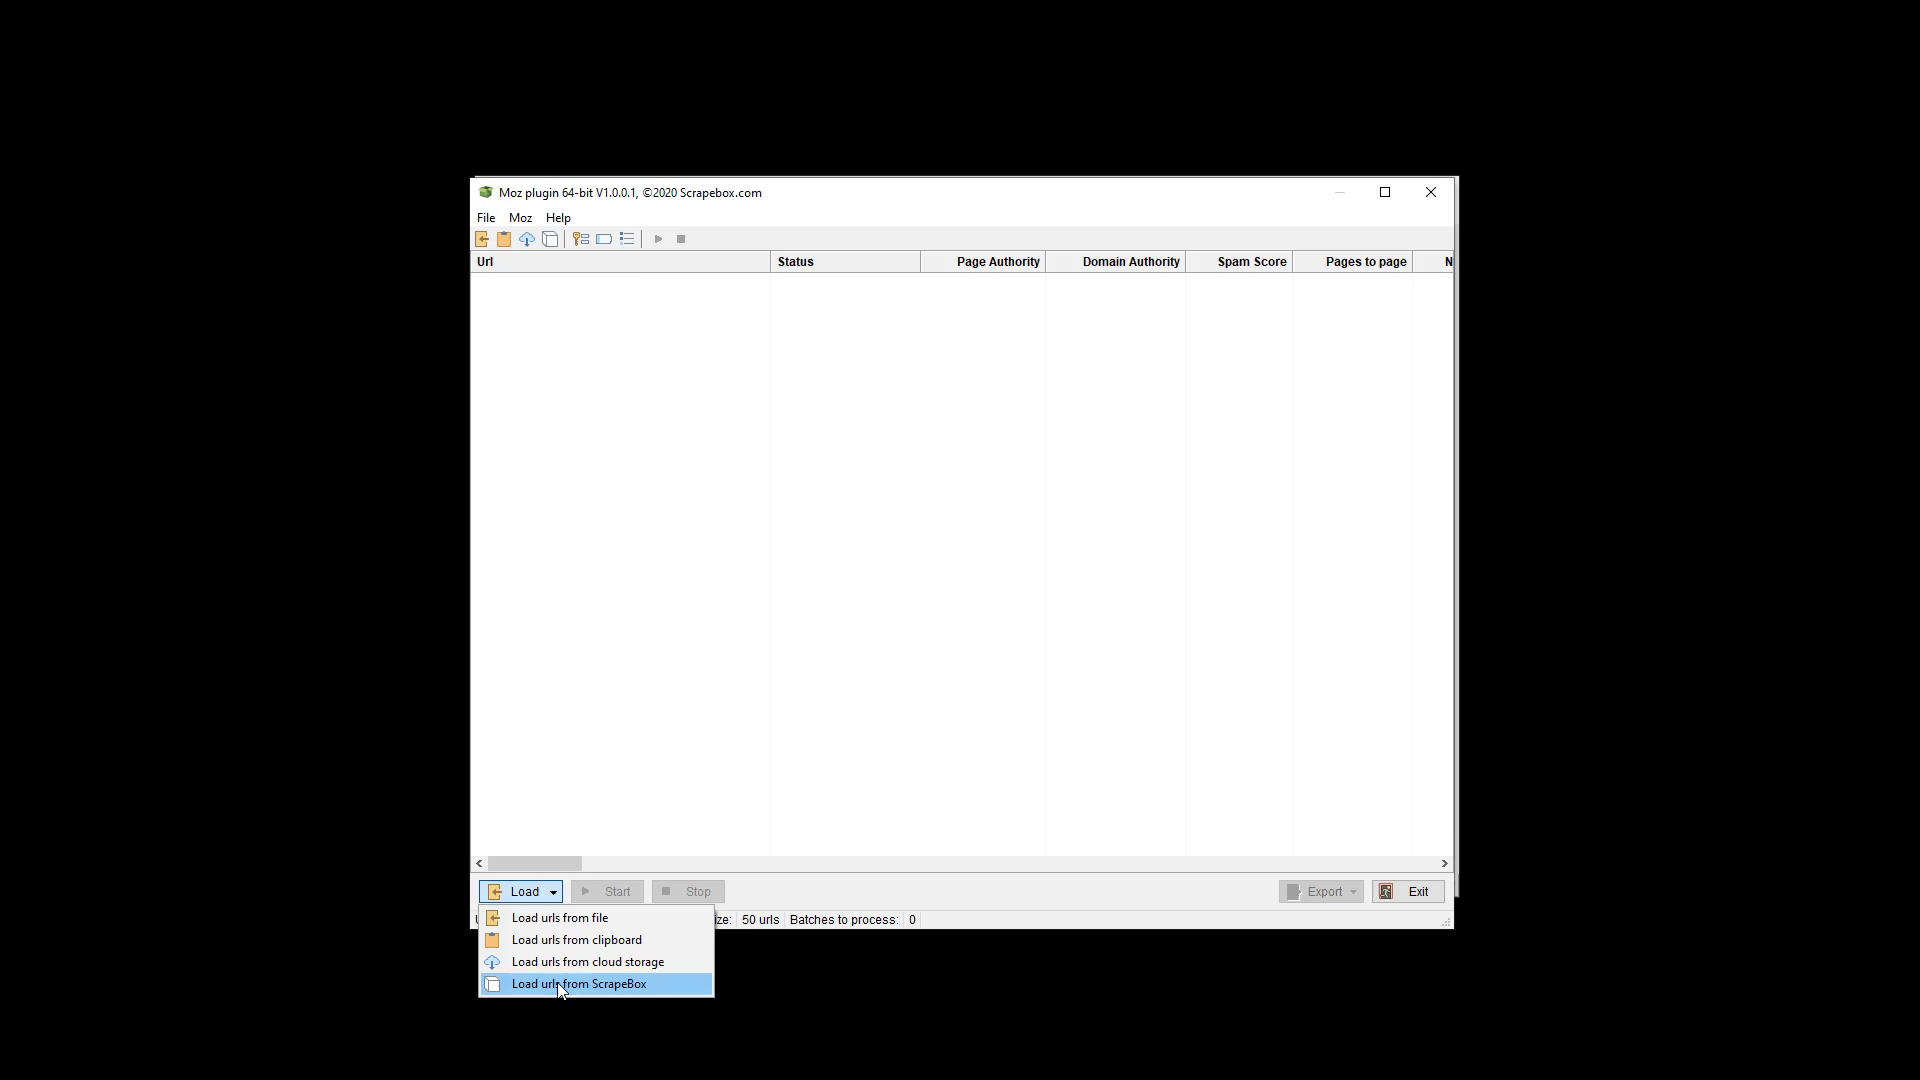 Moz plugin 64-bit V1.0.0.1, ©2020 Scrapebox.com
File Moz Help
Url Status Page Authority Domain Authority Spam Score Pages to page N
Load Start Stop Export Exit
ze: 50 urls Batches to process: 0
Load urls from file
Load urls from clipboard
Load urls from cloud storage
Load urls from ScrapeBox